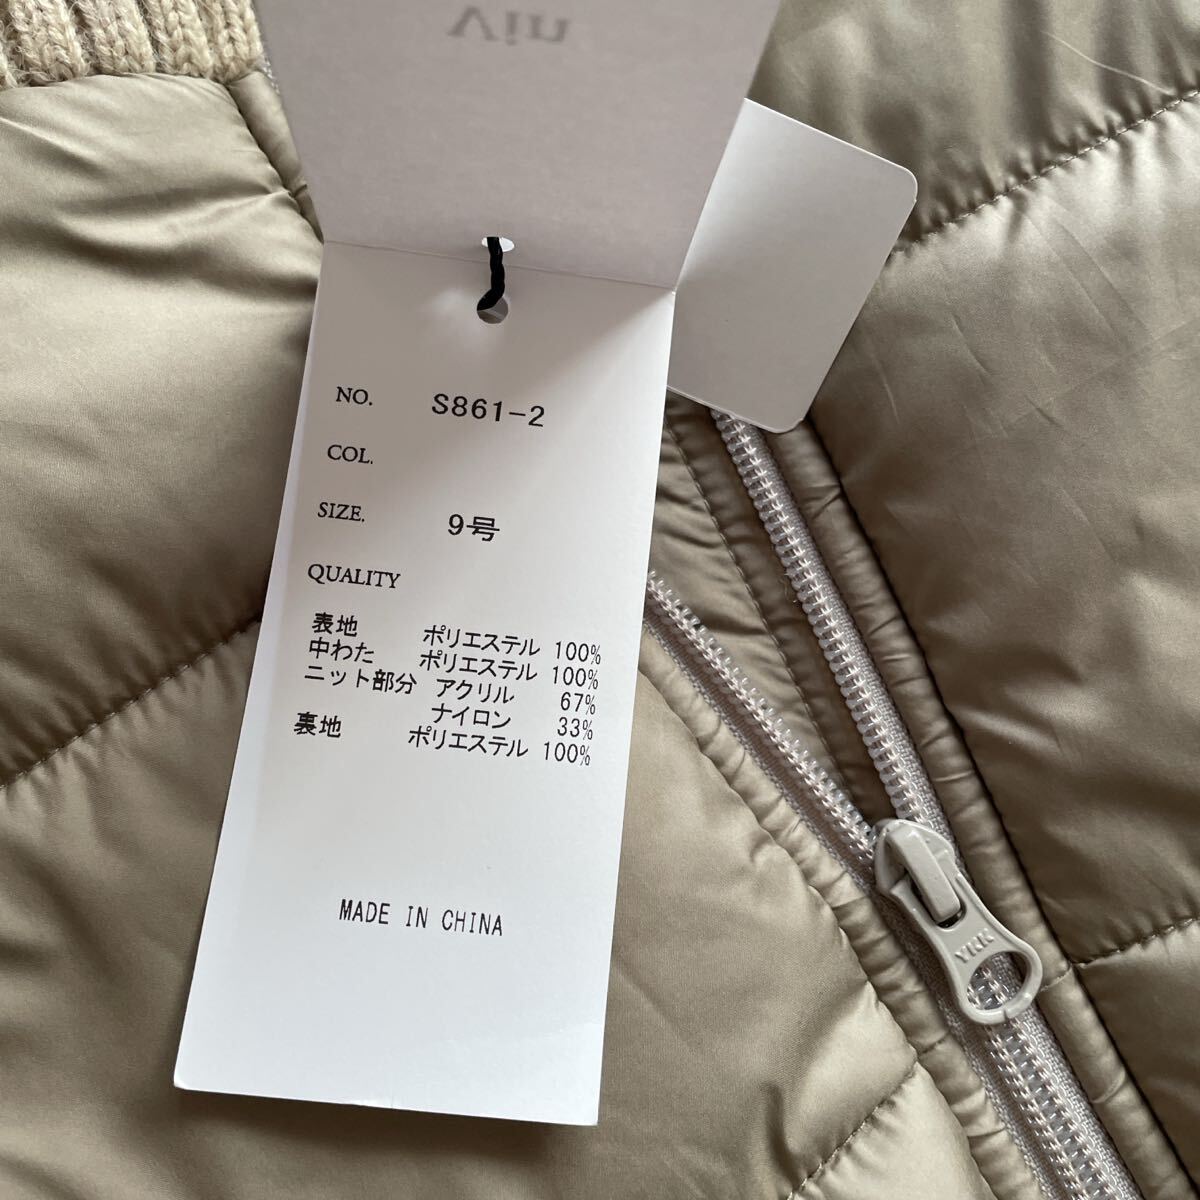 Vin
NO. S861-2
COL.
SIZE. 9号
QUALITY
表地 ポリエステル 100%
中わた ポリエステル 100%
ニット部分 アクリル 67%
ナイロン 33%
裏地 ポリエステル 100%
MADE IN CHINA
YKK